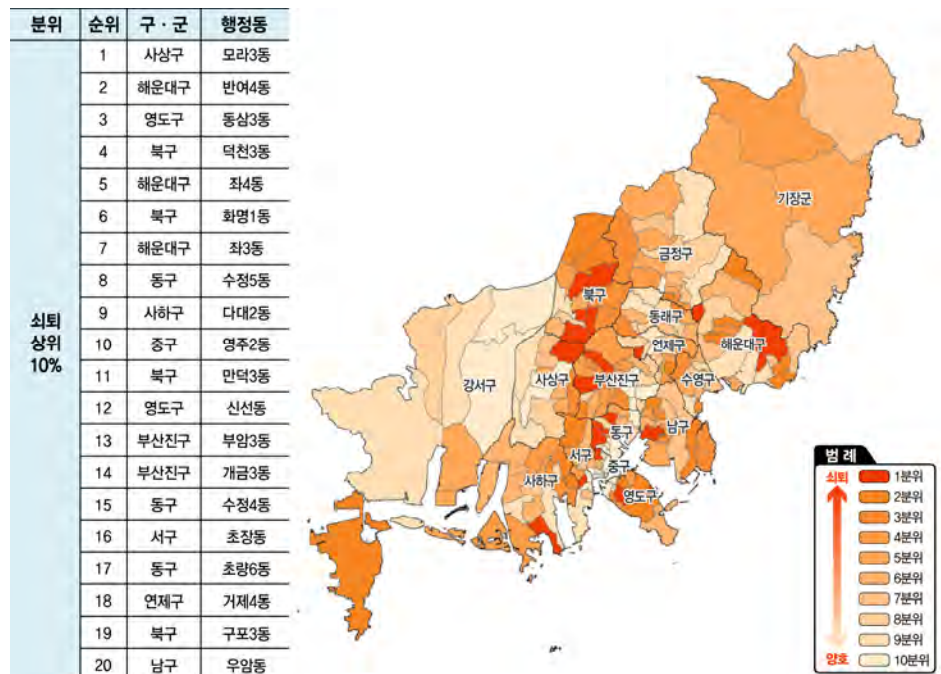 분위 순위 구·군 행정동
쇠퇴
상위
10%
1 사상구 모라3동
2 해운대구 반여4동
3 영도구 동삼3동
4 북구 덕천3동
5 해운대구 좌4동
6 북구 화명1동
7 해운대구 좌3동
8 동구 수정5동
9 사하구 다대2동
10 중구 영주2동
11 북구 만덕3동
12 영도구 신선동
13 부산진구 부암3동
14 부산진구 개금3동
15 동구 수정4동
16 서구 초장동
17 동구 초량6동
18 연제구 거제4동
19 북구 구포3동
20 남구 우암동
기장군
금정구
북구
동래구
연제구
해운대구
강서구
사상구
부산진구
수영구
동구
남구
서구
중구
사하구
영도구
범례
쇠퇴
1분위
2분위
3분위
4분위
5분위
6분위
7분위
8분위
9분위
양호
10분위